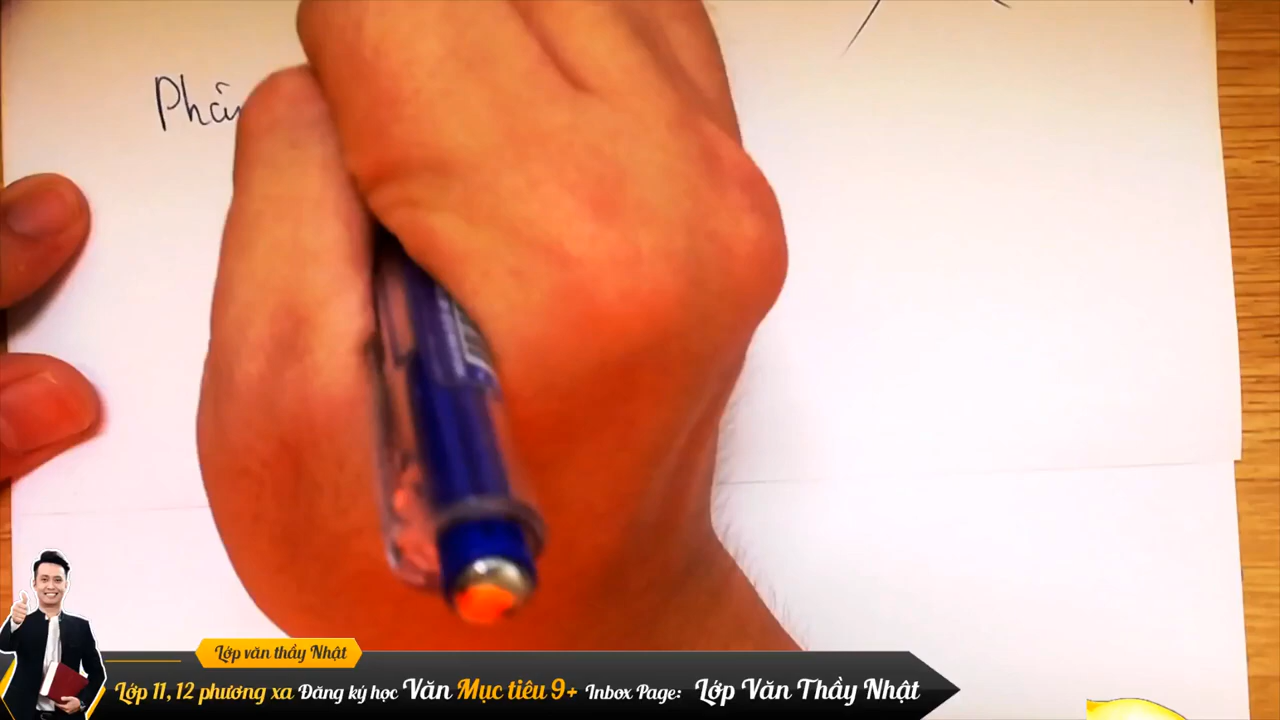 Phân
Lớp văn thầy Nhật
Lớp 11, 12 phương xa Đăng ký học Văn Mục tiêu 9+ Inbox Page: Lớp Văn Thầy Nhật